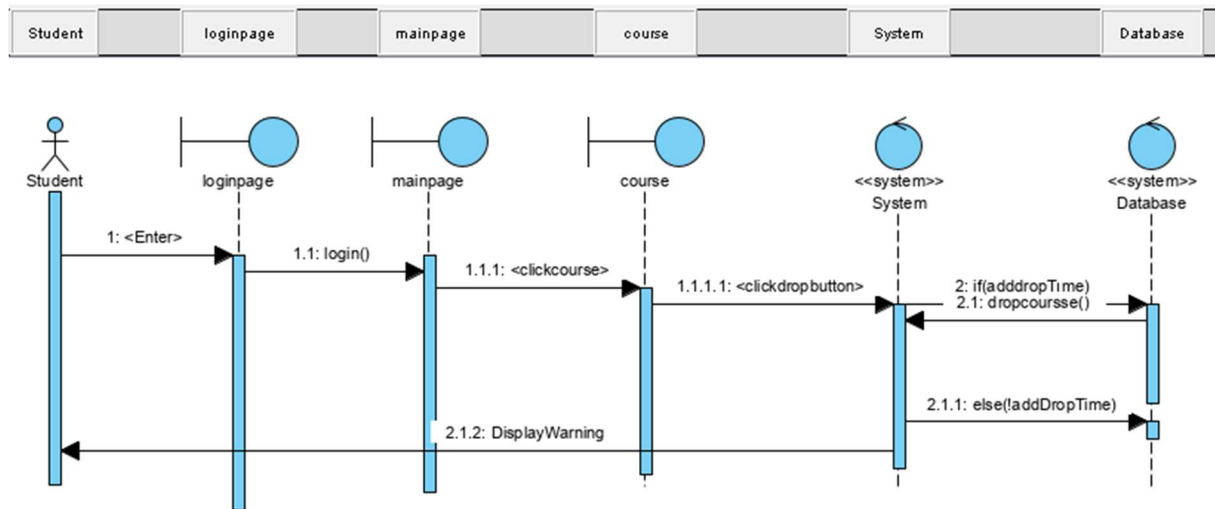 Student
loginpage
mainpage
course
System
Database
Student
loginpage
mainpage
course
<<system>>
System
<<system>>
Database
1: <Enter>
1.1: login()
1.1.1: <clickcourse>
1.1.1.1: <clickdropbutton>
2: if(adddropTime)
2.1: dropcoursse()
2.1.1: else(!addDropTime)
2.1.2: DisplayWarning